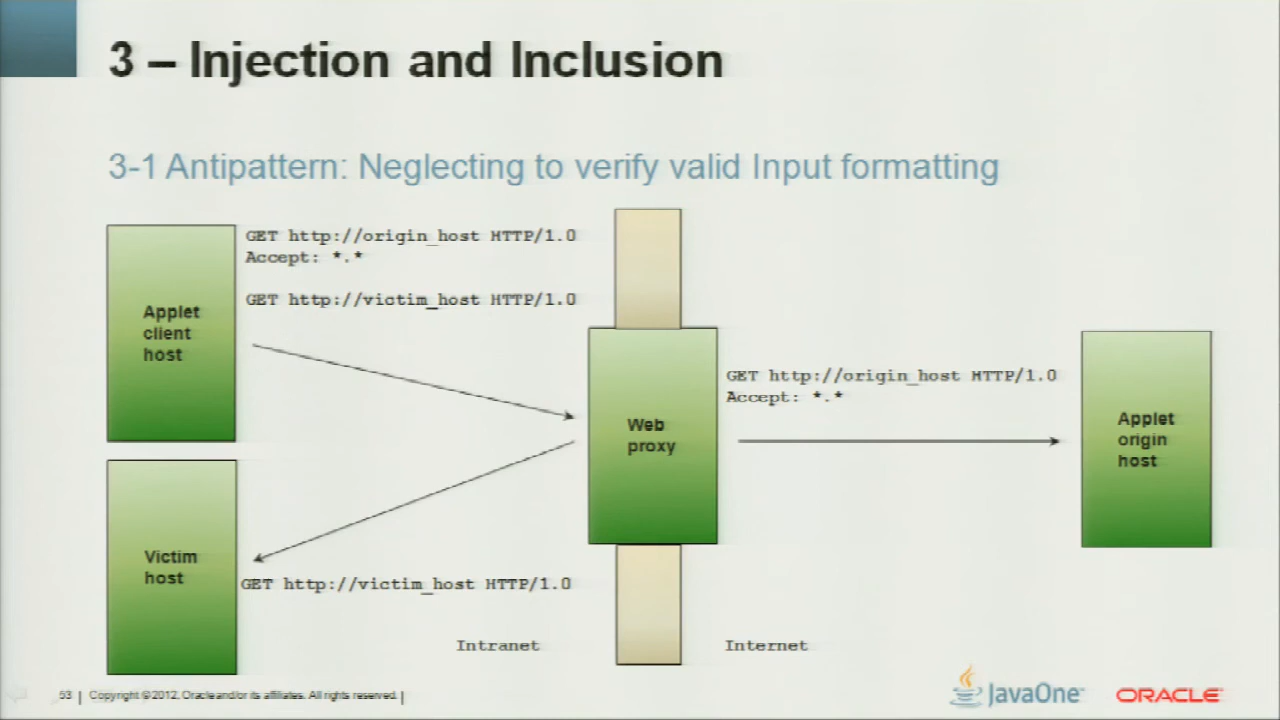 3 – Injection and Inclusion
3-1 Antipattern: Neglecting to verify valid Input formatting
GET http://origin_host HTTP/1.0
Accept: *.*
GET http://victim_host HTTP/1.0
Applet
client
host
Web
proxy
GET http://origin_host HTTP/1.0
Accept: *.*
Applet
origin
host
Victim
host
GET http://victim_host HTTP/1.0
Intranet
Internet
53 | Copyright © 2012, Oracle and/or its affiliates. All rights reserved. |
JavaOne
ORACLE